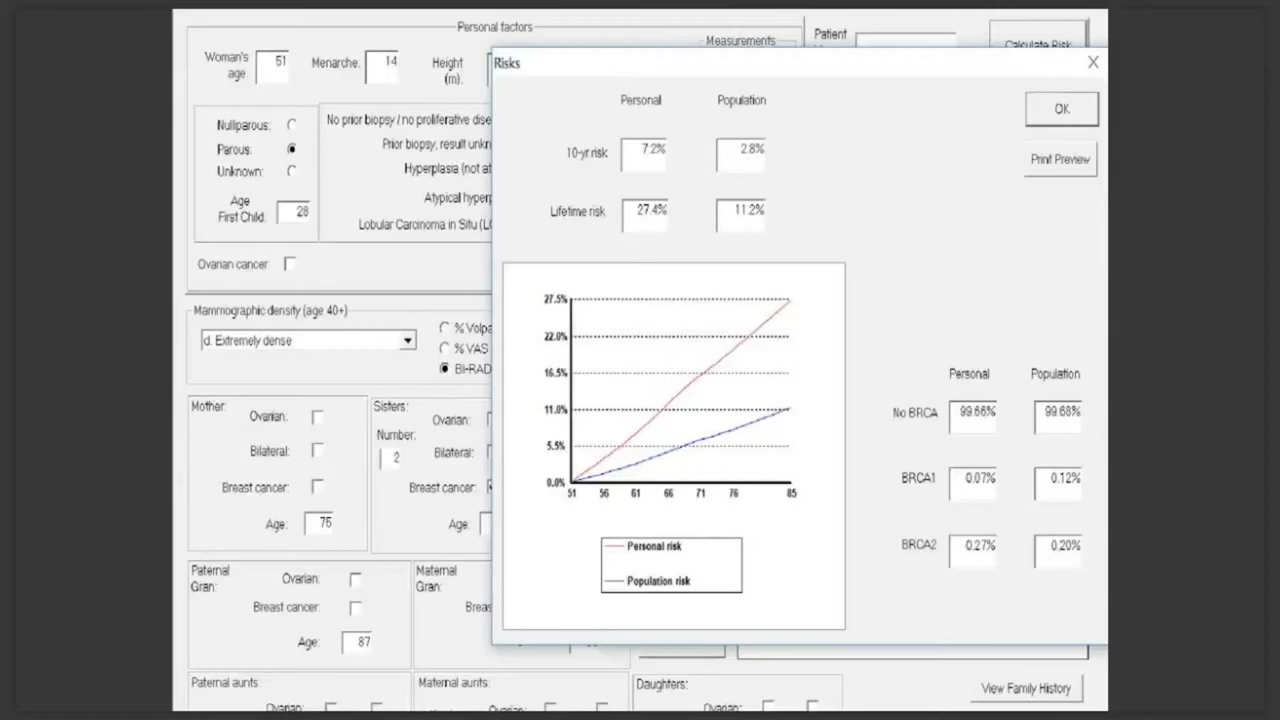 Personal factors
Woman's age: 51
Menarche: 14
Height (m):
Measurements
Patient
Calculate Risk
Nulliparous:
Parous:
Unknown:
Age First Child: 28
No prior biopsy / no proliferative dise
Prior biopsy, result unkn
Hyperplasia (not at
Atypical hyperp
Lobular Carcinoma in Situ (LC
Ovarian cancer:
Mammographic density (age 40+)
d. Extremely dense
% Volpa
% VAS
BI-RAD
Mother:
Ovarian:
Bilateral:
Breast cancer:
Age: 75
Sisters:
Number: 2
Ovarian:
Bilateral:
Breast cancer:
Age:
Paternal Gran:
Ovarian:
Breast cancer:
Age: 87
Maternal Gran:
Breas
Paternal aunts:
Ovarian:
Maternal aunts:
Daughters:
Ovarian:
View Family History
Risks
X
OK
Print Preview
Personal Population
10-yr risk 7.2% 2.8%
Lifetime risk 27.4% 11.2%
27.5%
22.0%
16.5%
11.0%
5.5%
0.0%
51 56 61 66 71 76 85
Personal risk
Population risk
Personal Population
No BRCA 99.66% 99.68%
BRCA1 0.07% 0.12%
BRCA2 0.27% 0.20%